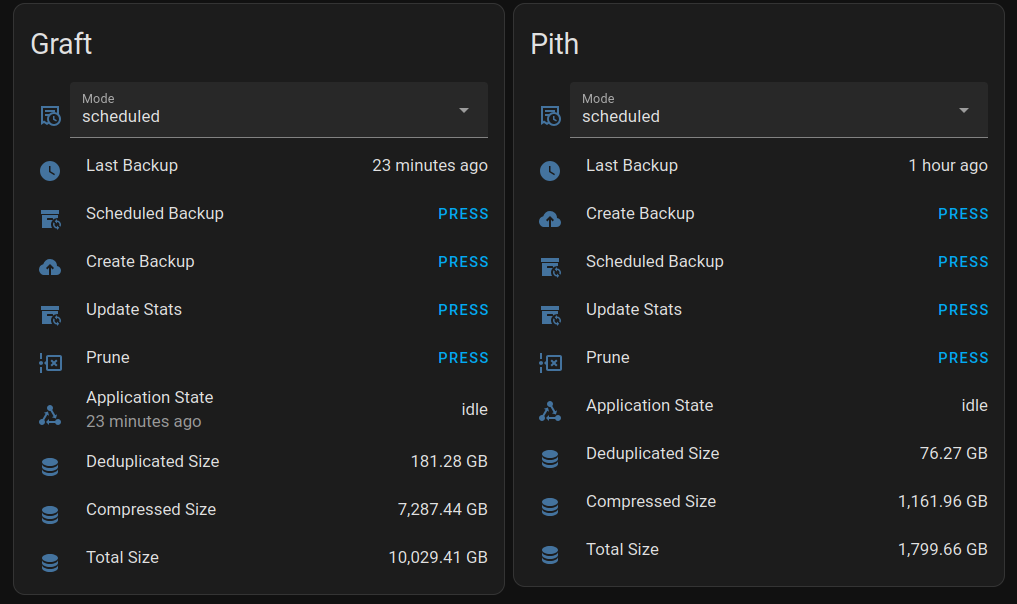 Graft
Mode
scheduled
Last Backup 23 minutes ago
Scheduled Backup PRESS
Create Backup PRESS
Update Stats PRESS
Prune PRESS
Application State
23 minutes ago
idle
Deduplicated Size 181.28 GB
Compressed Size 7,287.44 GB
Total Size 10,029.41 GB
Pith
Mode
scheduled
Last Backup 1 hour ago
Create Backup PRESS
Scheduled Backup PRESS
Update Stats PRESS
Prune PRESS
Application State idle
Deduplicated Size 76.27 GB
Compressed Size 1,161.96 GB
Total Size 1,799.66 GB